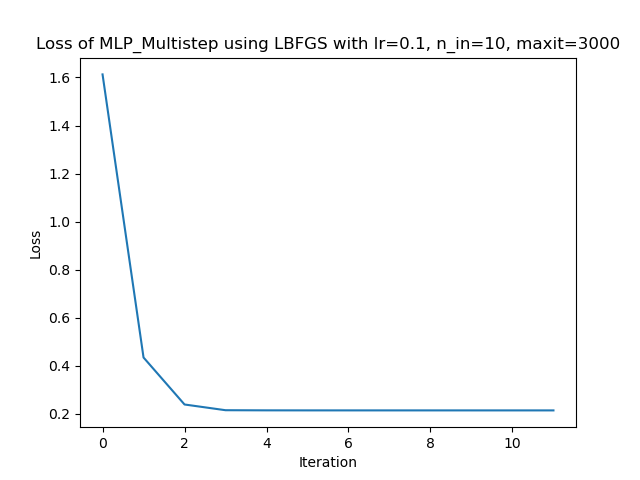 Loss of MLP_Multistep using LBFGS with lr=0.1, n_in=10, maxit=3000
1.6
1.4
1.2
1.0
0.8
0.6
0.4
0.2
Loss
0 2 4 6 8 10
Iteration